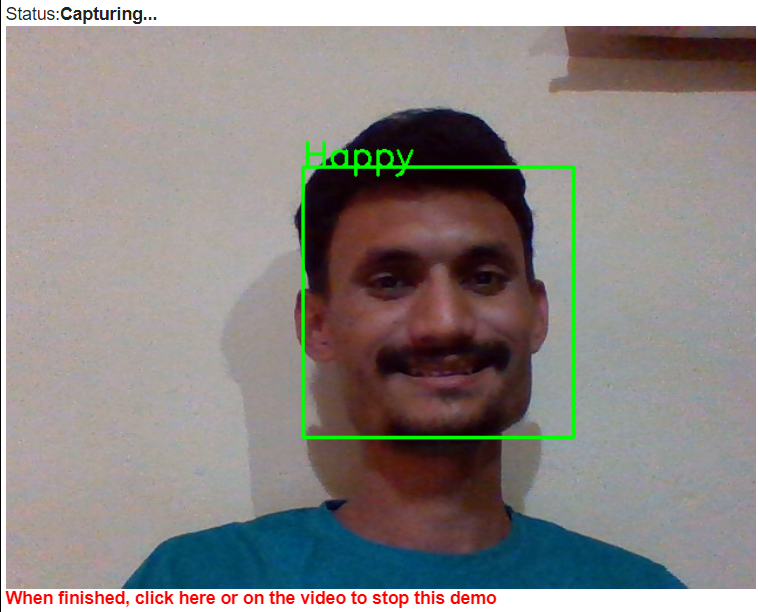 Status:Capturing...
Happy
When finished, click here or on the video to stop this demo